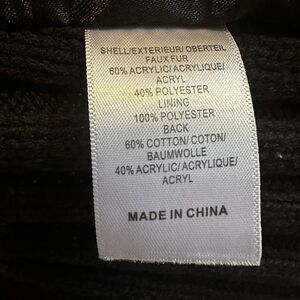 SHELL/EXTERIEUR/OBERTEIL
FAUX FUR
60% ACRYLIC/ACRYLIQUE/
ACRYL
40% POLYESTER
LINING
100% POLYESTER
BACK
60% COTTON/COTON/
BAUMWOLLE
40% ACRYLIC/ACRYLIQUE/
ACRYL
MADE IN CHINA